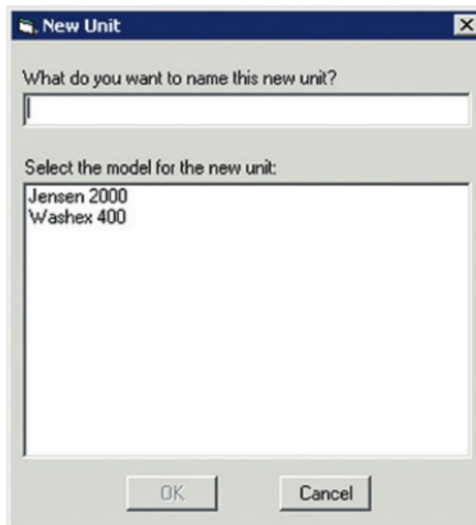 New Unit
What do you want to name this new unit?
Select the model for the new unit:
Jensen 2000
Washex 400
OK
Cancel